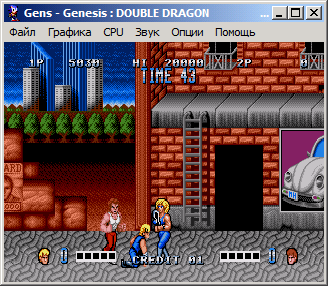 Gens - Genesis : DOUBLE DRAGON
Файл Графика CPU Звук Опции Помощь
1P 5030 HI 20000 2P 0
TIME 43
CREDIT 01